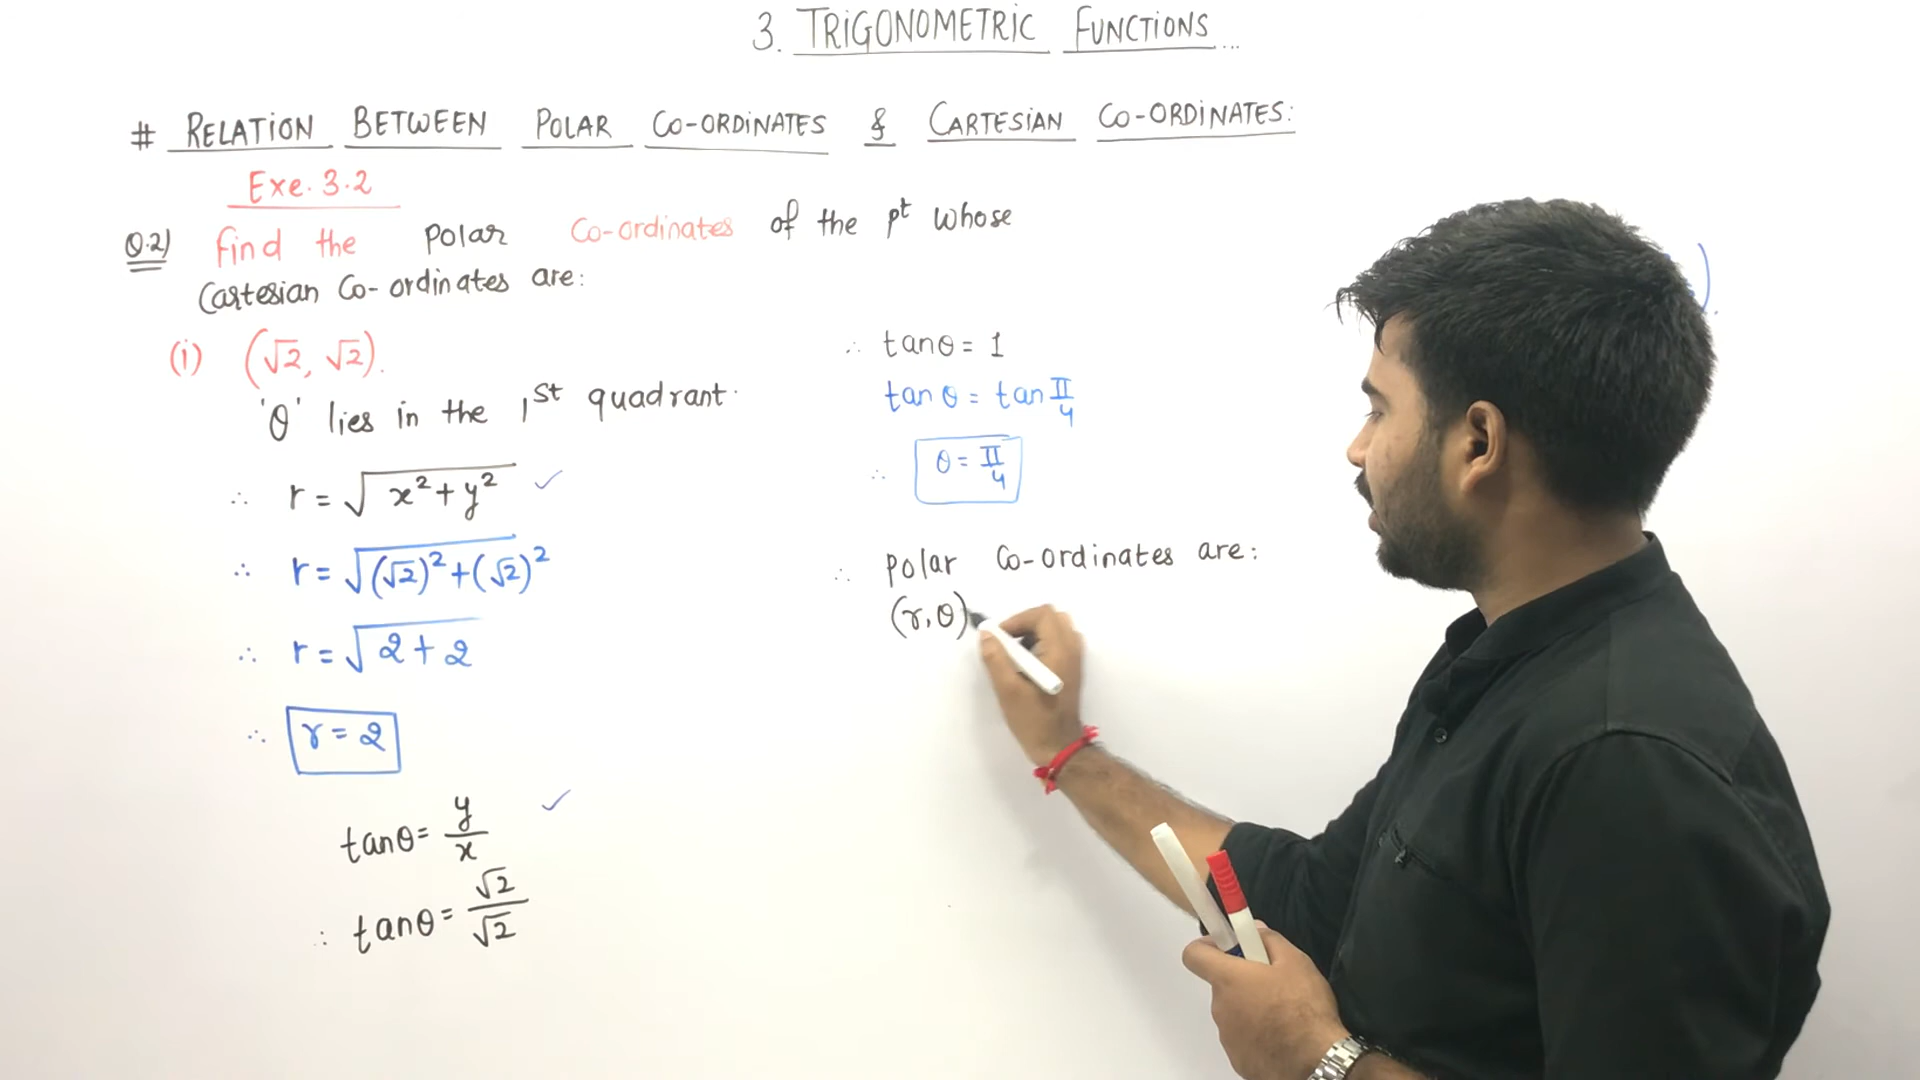 3. TRIGONOMETRIC FUNCTIONS...
# RELATION BETWEEN POLAR CO-ORDINATES & CARTESIAN CO-ORDINATES:
Exe. 3.2
Q.2) Find the Polar Co-ordinates of the pt whose
Cartesian Co-ordinates are:
(i) (√2, √2).
'θ' lies in the 1st quadrant.
∴ r = √x²+y² ✓
∴ r = √(√2)²+(√2)²
∴ r = √2+2
∴ r = 2
tanθ = y/x ✓
∴ tanθ = √2/√2
∴ tanθ = 1
tan θ = tan π/4
∴ θ = π/4
∴ Polar Co-ordinates are:
(r, θ)
).